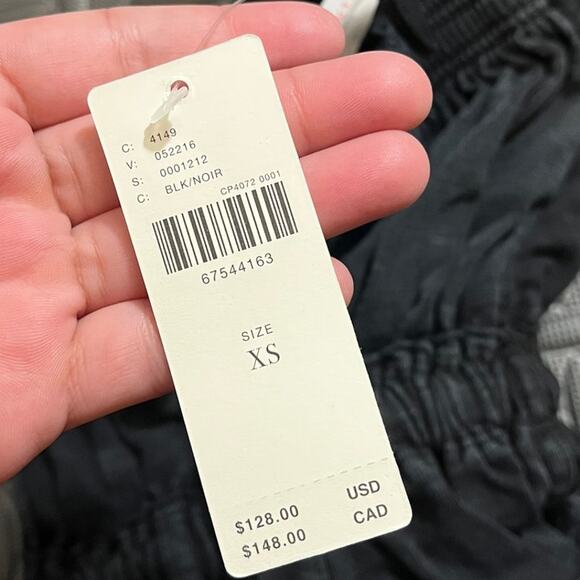 C: 4149
V: 052216
S: 0001212
C: BLK/NOIR
CP4072 0001
67544163
SIZE
XS
$128.00 USD
$148.00 CAD